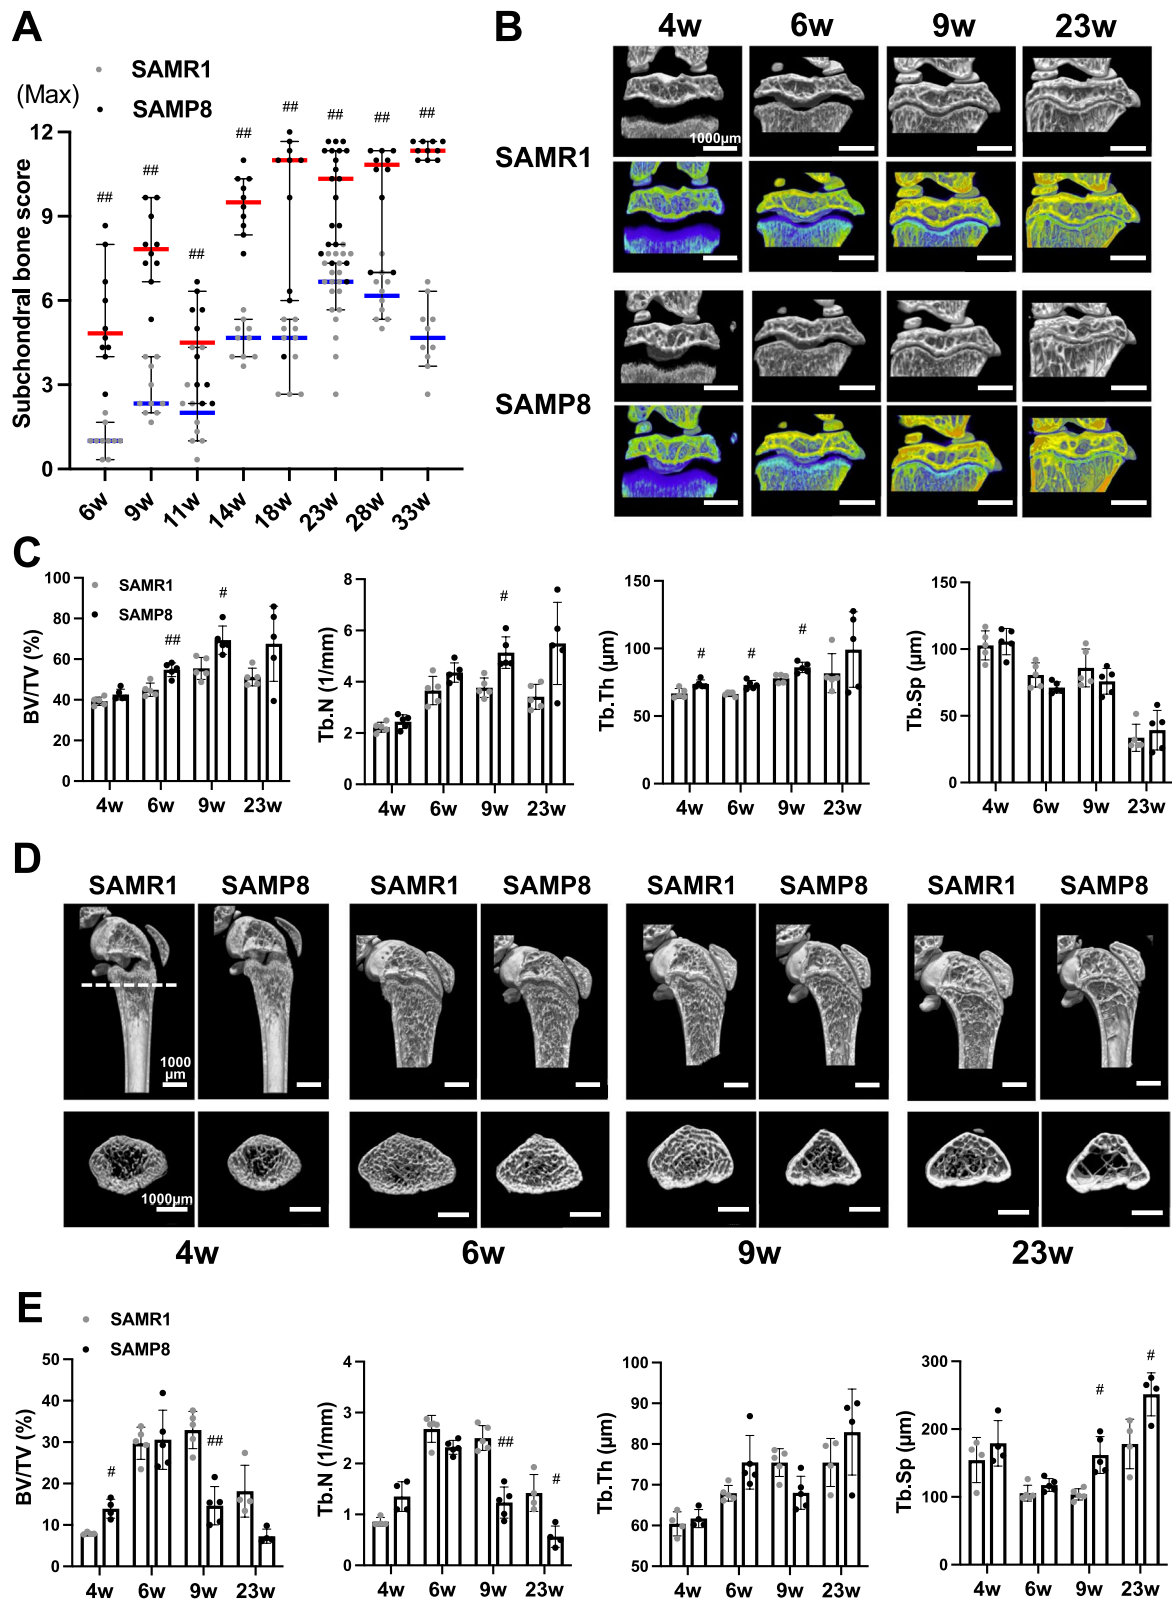 A
SAMR1
(Max)
SAMP8
Subchondral bone score
12
9
6
3
0
## ## ## ## ## ## ## ##
6w 9w 11w 14w 18w 23w 28w 33w
B
4w 6w 9w 23w
SAMR1
1000μm
SAMP8
C
BV/TV (%)
100
80
60
40
20
0
SAMR1
SAMP8
## #
4w 6w 9w 23w
Tb.N (1/mm)
8
6
4
2
0
#
4w 6w 9w 23w
Tb.Th (μm)
150
100
50
0
# # #
4w 6w 9w 23w
Tb.Sp (μm)
150
100
50
0
4w 6w 9w 23w
D
SAMR1 SAMP8 SAMR1 SAMP8 SAMR1 SAMP8 SAMR1 SAMP8
1000
μm
1000μm
4w 6w 9w 23w
E
SAMR1
SAMP8
BV/TV (%)
50
40
30
20
10
0
# ##
4w 6w 9w 23w
Tb.N (1/mm)
4
3
2
1
0
## #
4w 6w 9w 23w
Tb.Th (μm)
100
90
80
70
60
50
4w 6w 9w 23w
Tb.Sp (μm)
300
200
100
0
# #
4w 6w 9w 23w